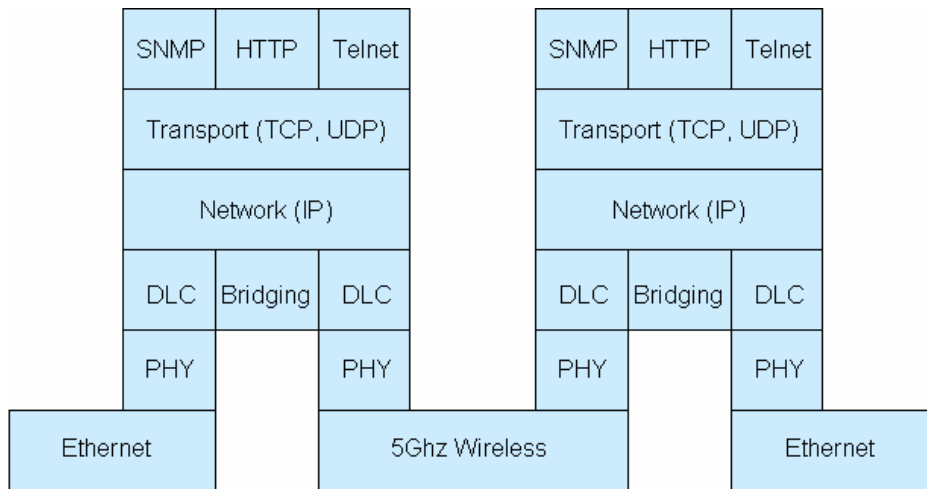 SNMP HTTP Telnet SNMP HTTP Telnet
Transport (TCP, UDP) Transport (TCP, UDP)
Network (IP) Network (IP)
DLC Bridging DLC DLC Bridging DLC
PHY PHY PHY PHY
Ethernet 5Ghz Wireless Ethernet